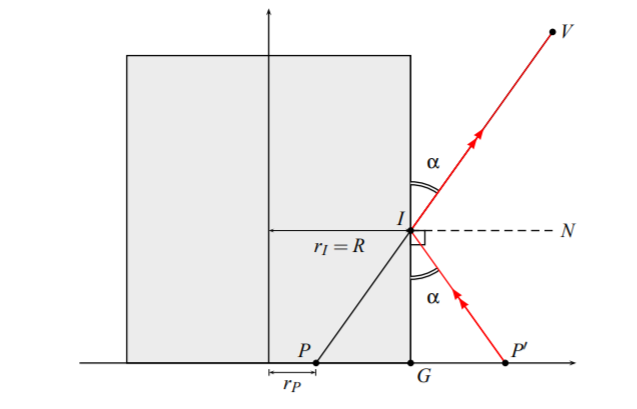 V
α
I
N
r_I = R
α
P
P′
G
r_P